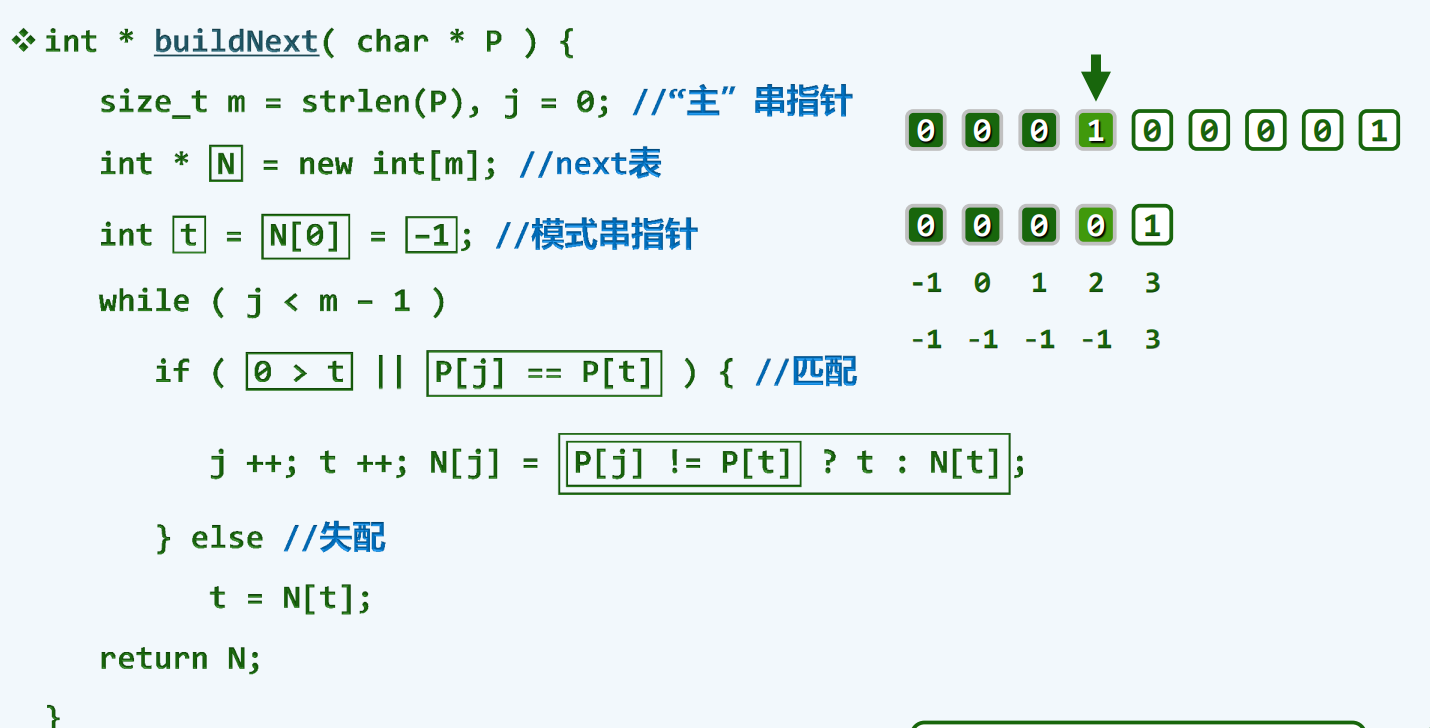 ❖ int * buildNext( char * P ) {
size_t m = strlen(P), j = 0; //“主” 串指针
int * N = new int[m]; //next表
int t = N[0] = -1; //模式串指针
while ( j < m - 1 )
if ( 0 > t || P[j] == P[t] ) { //匹配
j ++; t ++; N[j] = P[j] != P[t] ? t : N[t];
} else //失配
t = N[t];
return N;
}
0 0 0 1 0 0 0 0 1
0 0 0 0 1
-1 0 1 2 3
-1 -1 -1 -1 3